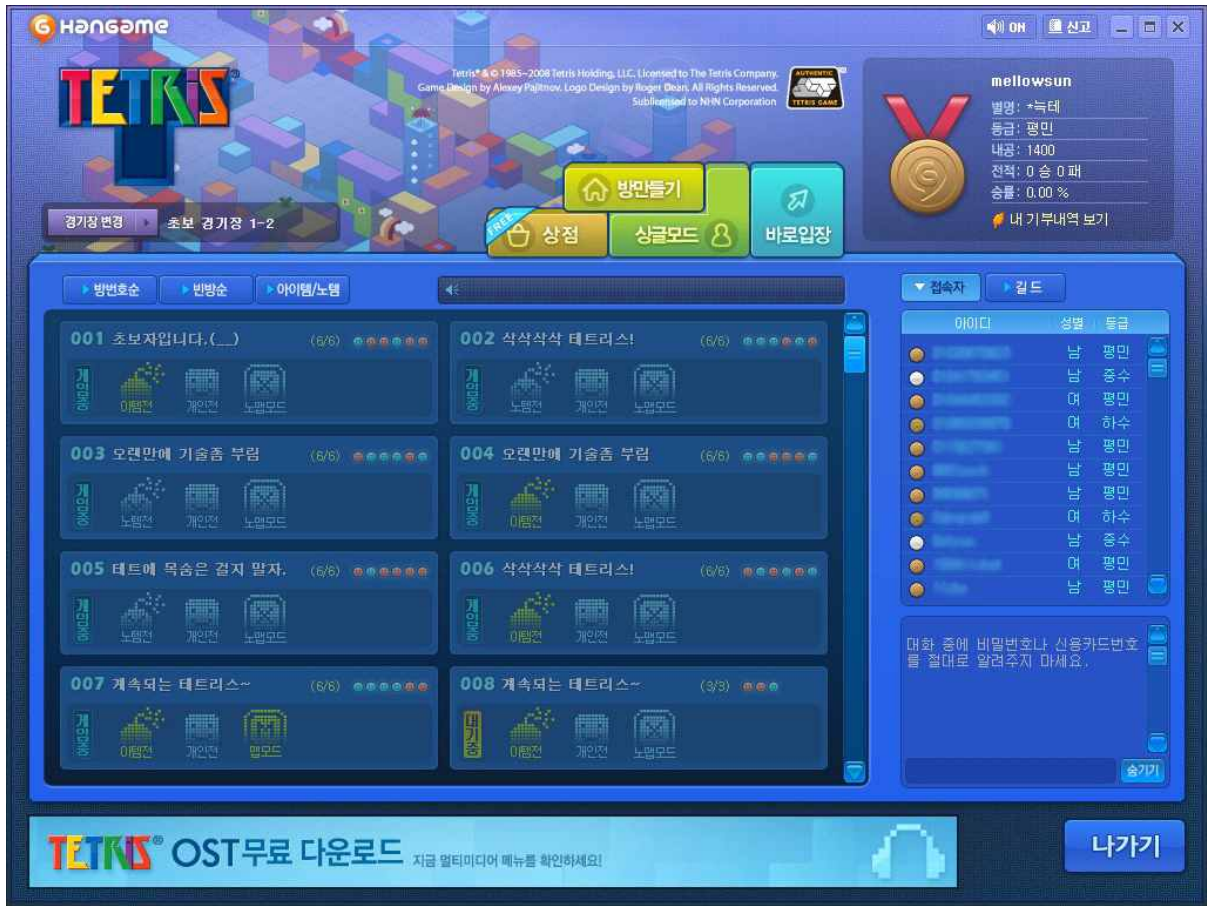 Hangame
ON
신고
TETRIS®
Tetris® & © 1985~2008 Tetris Holding, LLC. Licensed to The Tetris Company.
Game Design by Alexey Pajitnov. Logo Design by Roger Dean. All Rights Reserved.
Sublicensed to NHN Corporation
AUTHENTIC
TETRIS GAME
mellowsun
별명: *늑테
등급: 평민
내공: 1400
전적: 0 승 0 패
승률: 0.00 %
내 기부내역 보기
경기장 변경
초보 경기장 1-2
방만들기
FREE
상점
싱글모드
바로입장
방번호순
빈방순
아이템/노템
접속자
길드
001 초보자입니다.(__) (6/6)
게임중
이템전 개인전 노맵모드
002 삭삭삭삭 테트리스! (6/6)
게임중
노템전 개인전 노맵모드
003 오랜만에 기술좀 부림 (6/6)
게임중
노템전 개인전 노맵모드
004 오랜만에 기술좀 부림 (6/6)
게임중
이템전 개인전 노맵모드
005 테트에 목숨은 걸지 말자. (6/6)
게임중
노템전 개인전 노맵모드
006 삭삭삭삭 테트리스! (6/6)
게임중
이템전 개인전 노맵모드
007 계속되는 테트리스~ (6/6)
게임중
이템전 개인전 맵모드
008 계속되는 테트리스~ (3/3)
대기중
이템전 개인전 노맵모드
아이디 성별 등급
남 평민
남 중수
여 평민
여 하수
남 평민
남 평민
남 평민
여 하수
남 중수
여 평민
남 평민
대화 중에 비밀번호나 신용카드번호
를 절대로 알려주지 마세요.
숨기기
TETRIS® OST무료 다운로드 지금 멀티미디어 메뉴를 확인하세요!
나가기